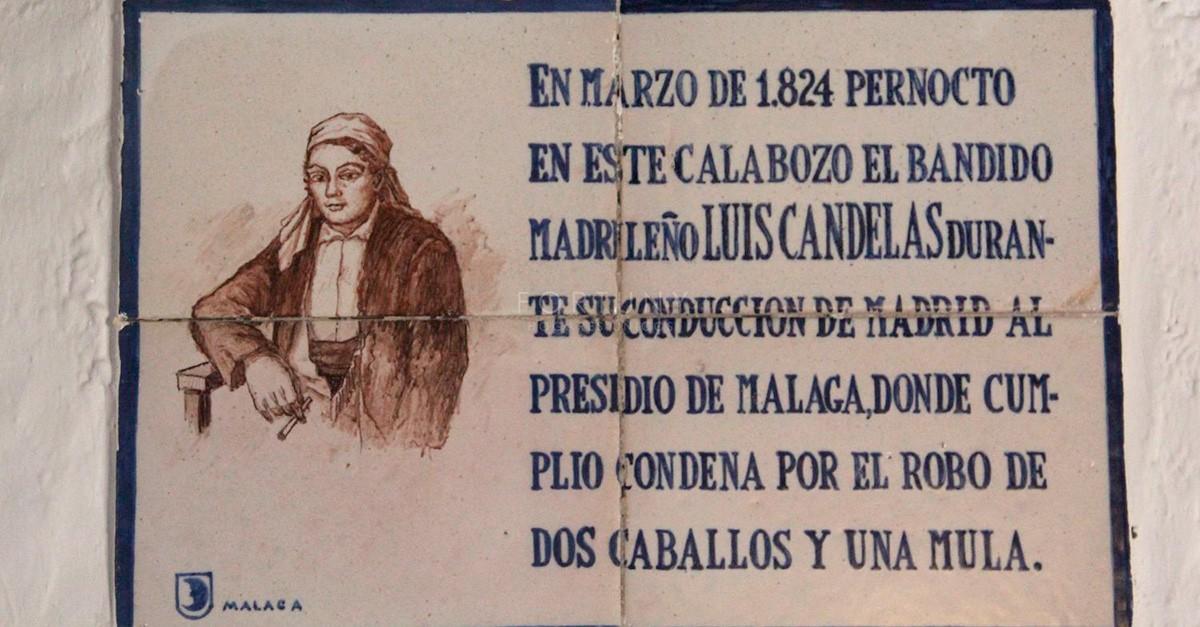 EN MARZO DE 1.824 PERNOCTO
EN ESTE CALABOZO EL BANDIDO
MADRILEÑO LUIS CANDELAS DURAN-
TE SU CONDUCCION DE MADRID AL
PRESIDIO DE MALAGA, DONDE CUM-
PLIO CONDENA POR EL ROBO DE
DOS CABALLOS Y UNA MULA.
MALAGA